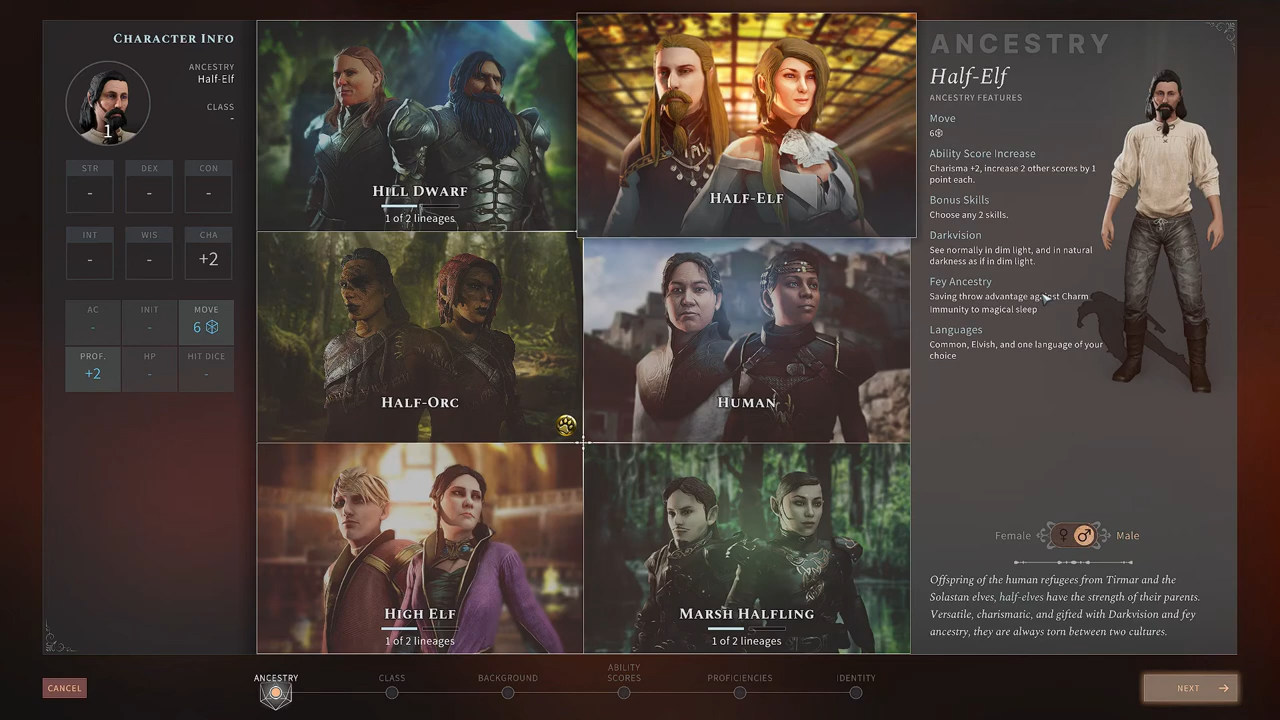 CHARACTER INFO
ANCESTRY
Half-Elf
CLASS
-
1
STR
DEX
CON
-
-
-
INT
WIS
CHA
-
-
+2
AC
INIT
MOVE
-
-
6
PROF.
HP
HIT DICE
+2
-
-
HILL DWARF
1 of 2 lineages
HALF-ELF
HALF-ORC
HUMAN
HIGH ELF
1 of 2 lineages
MARSH HALFLING
1 of 2 lineages
ANCESTRY
Half-Elf
ANCESTRY FEATURES
Move
6
Ability Score Increase
Charisma +2, increase 2 other scores by 1
point each.
Bonus Skills
Choose any 2 skills.
Darkvision
See normally in dim light, and in natural
darkness as if in dim light.
Fey Ancestry
Saving throw advantage against Charm
Immunity to magical sleep
Languages
Common, Elvish, and one language of your
choice
Female
Male
Offspring of the human refugees from Tirmar and the
Solastan elves, half-elves have the strength of their parents.
Versatile, charismatic, and gifted with Darkvision and fey
ancestry, they are always torn between two cultures.
CANCEL
ANCESTRY
CLASS
BACKGROUND
ABILITY
SCORES
PROFICIENCIES
IDENTITY
NEXT